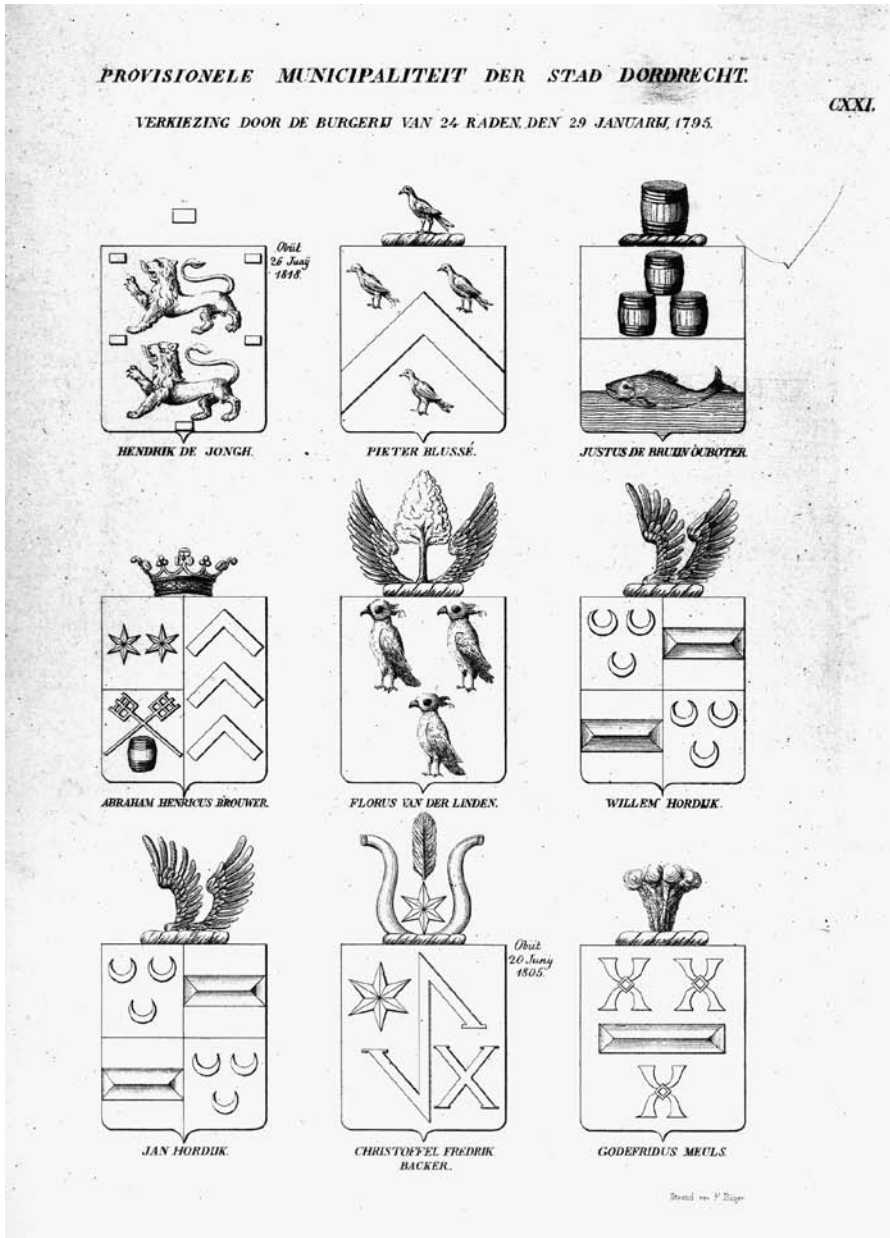 PROVISIONELE MUNICIPALITEIT DER STAD DORDRECHT.
CXXI.
VERKIEZING DOOR DE BURGERIJ VAN 24 RADEN, DEN 29 JANUARIJ, 1795.
Obiit
26 Junij
1818.
HENDRIK DE JONGH.
PIETER BLUSSÉ.
JUSTUS DE BRUIJN OUBOTER.
ABRAHAM HENRICUS BROUWER.
FLORUS VAN DER LINDEN.
WILLEM HORDIJK.
Obiit
20 Junij
1805.
JAN HORDIJK.
CHRISTOFFEL FREDRIK
BACKER.
GODEFRIDUS MEULS.